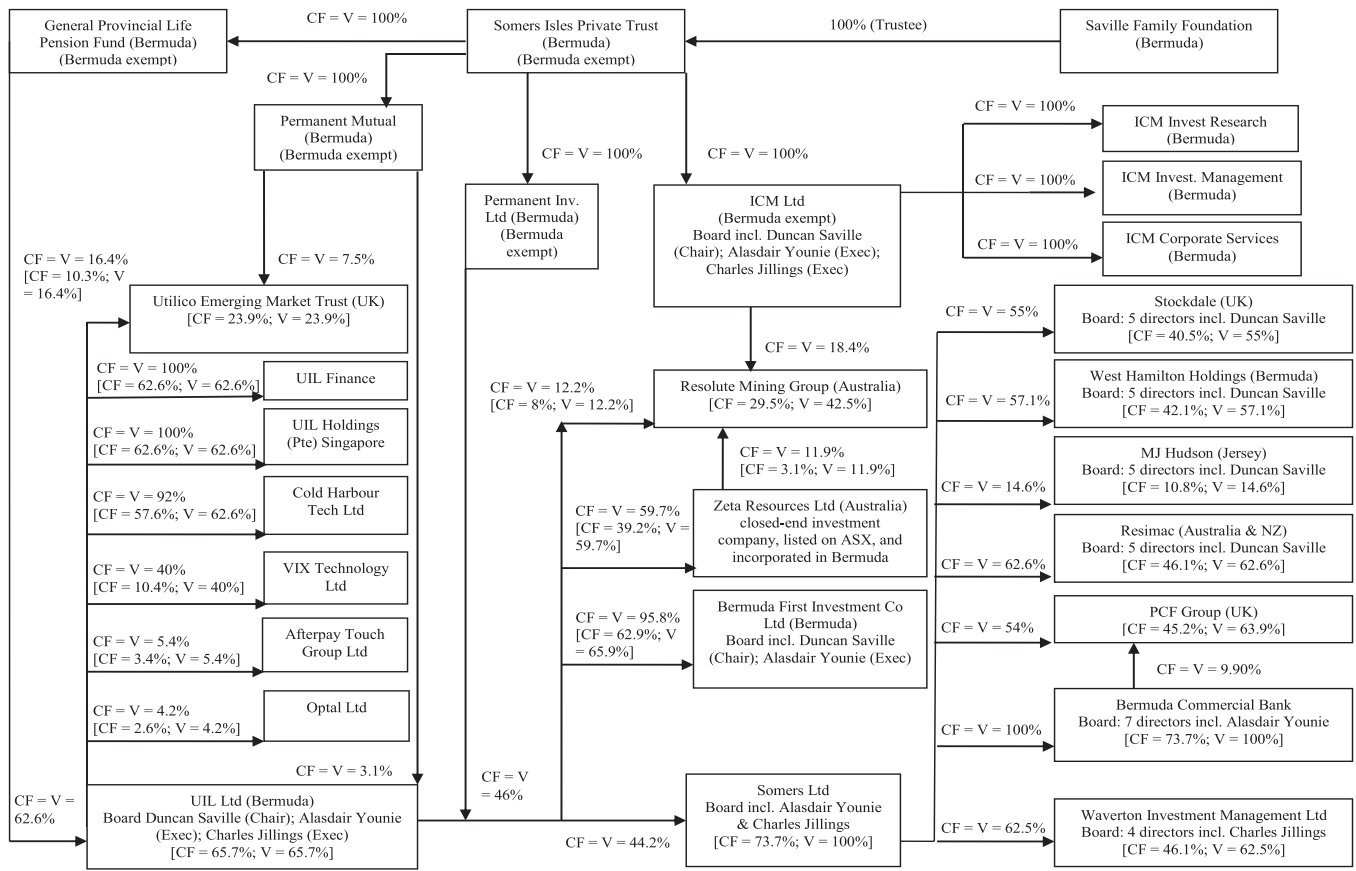 General Provincial Life
Pension Fund (Bermuda)
(Bermuda exempt)
CF = V = 100%
Somers Isles Private Trust
(Bermuda)
(Bermuda exempt)
100% (Trustee)
Saville Family Foundation
(Bermuda)
CF = V = 100%
Permanent Mutual
(Bermuda)
(Bermuda exempt)
CF = V = 100%
CF = V = 100%
CF = V = 100%
ICM Invest Research
(Bermuda)
CF = V = 100%
ICM Invest. Management
(Bermuda)
CF = V = 100%
ICM Corporate Services
(Bermuda)
Permanent Inv.
Ltd (Bermuda)
(Bermuda
exempt)
ICM Ltd
(Bermuda exempt)
Board incl. Duncan Saville
(Chair); Alasdair Younie (Exec);
Charles Jillings (Exec)
CF = V = 16.4%
[CF = 10.3%; V
= 16.4%]
CF = V = 7.5%
Utilico Emerging Market Trust (UK)
[CF = 23.9%; V = 23.9%]
CF = V = 100%
[CF = 62.6%; V = 62.6%]
UIL Finance
CF = V = 100%
[CF = 62.6%; V = 62.6%]
UIL Holdings
(Pte) Singapore
CF = V = 92%
[CF = 57.6%; V = 62.6%]
Cold Harbour
Tech Ltd
CF = V = 40%
[CF = 10.4%; V = 40%]
VIX Technology
Ltd
CF = V = 5.4%
[CF = 3.4%; V = 5.4%]
Afterpay Touch
Group Ltd
CF = V = 4.2%
[CF = 2.6%; V = 4.2%]
Optal Ltd
CF = V = 3.1%
CF = V =
62.6%
UIL Ltd (Bermuda)
Board Duncan Saville (Chair); Alasdair Younie
(Exec); Charles Jillings (Exec)
[CF = 65.7%; V = 65.7%]
CF = V
= 46%
CF = V = 44.2%
CF = V = 18.4%
CF = V = 12.2%
[CF = 8%; V = 12.2%]
Resolute Mining Group (Australia)
[CF = 29.5%; V = 42.5%]
CF = V = 11.9%
[CF = 3.1%; V = 11.9%]
CF = V = 59.7%
[CF = 39.2%; V =
59.7%]
Zeta Resources Ltd (Australia)
closed-end investment
company, listed on ASX, and
incorporated in Bermuda
CF = V = 95.8%
[CF = 62.9%; V
= 65.9%]
Bermuda First Investment Co
Ltd (Bermuda)
Board incl. Duncan Saville
(Chair); Alasdair Younie (Exec)
Somers Ltd
Board incl. Alasdair Younie
& Charles Jillings
[CF = 73.7%; V = 100%]
CF = V = 55%
Stockdale (UK)
Board: 5 directors incl. Duncan Saville
[CF = 40.5%; V = 55%]
CF = V = 57.1%
West Hamilton Holdings (Bermuda)
Board: 5 directors incl. Duncan Saville
[CF = 42.1%; V = 57.1%
CF = V = 14.6%
MJ Hudson (Jersey)
Board: 5 directors incl. Duncan Saville
[CF = 10.8%; V = 14.6%]
CF = V = 62.6%
Resimac (Australia & NZ)
Board: 5 directors incl. Duncan Saville
[CF = 46.1%; V = 62.6%]
CF = V = 54%
PCF Group (UK)
[CF = 45.2%; V = 63.9%]
CF = V = 9.90%
CF = V = 100%
Bermuda Commercial Bank
Board: 7 directors incl. Alasdair Younie
[CF = 73.7%; V = 100%]
CF = V = 62.5%
Waverton Investment Management Ltd
Board: 4 directors incl. Charles Jillings
[CF = 46.1%; V = 62.5%]